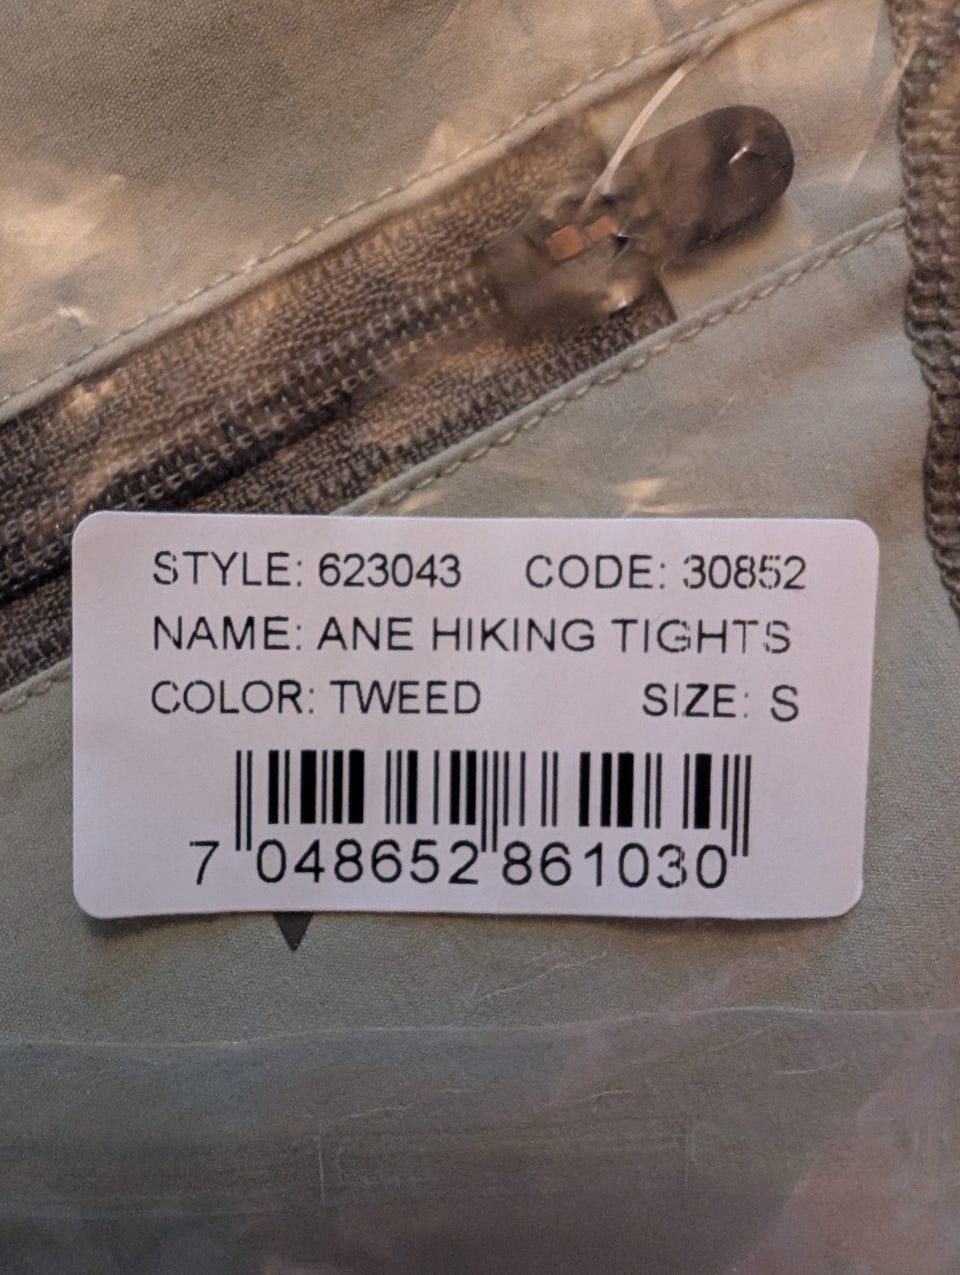 STYLE: 623043 CODE: 30852
NAME: ANE HIKING TIGHTS
COLOR: TWEED SIZE: S
7 048652 861030